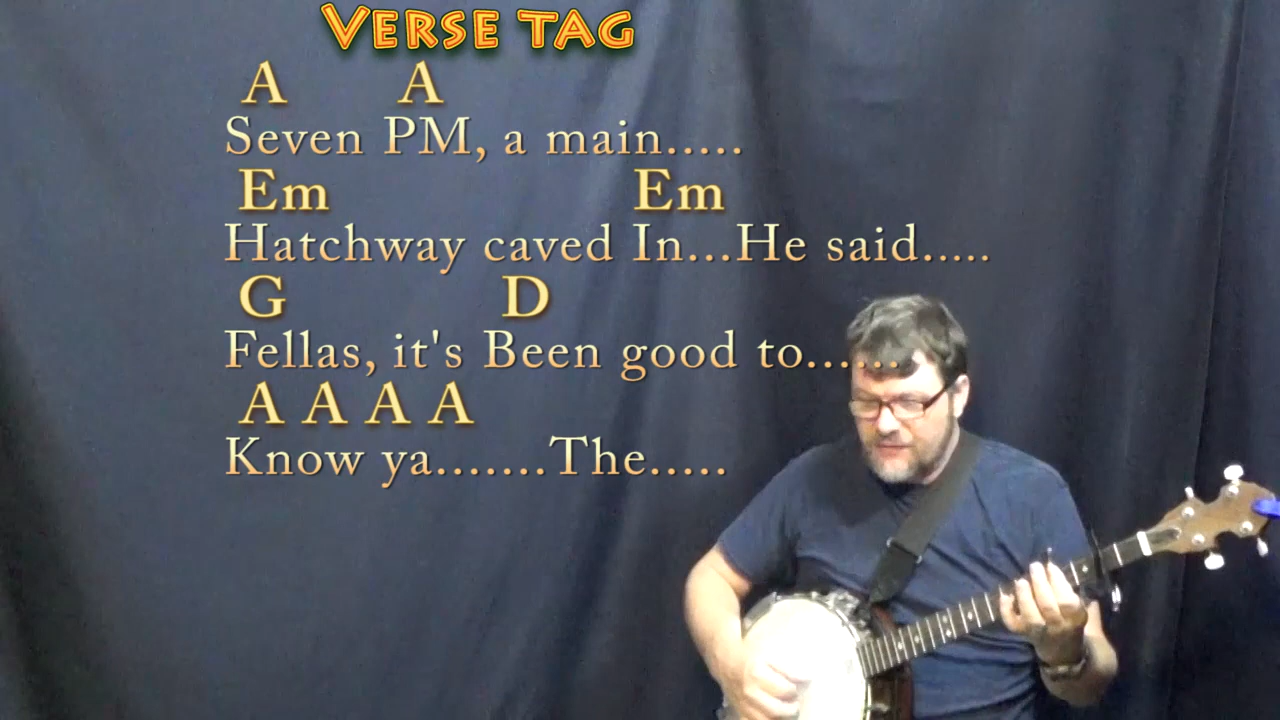 VERSE TAG
A A
Seven PM, a main.....
Em Em
Hatchway caved In...He said.....
G D
Fellas, it's Been good to......
A A A A
Know ya.......The.....